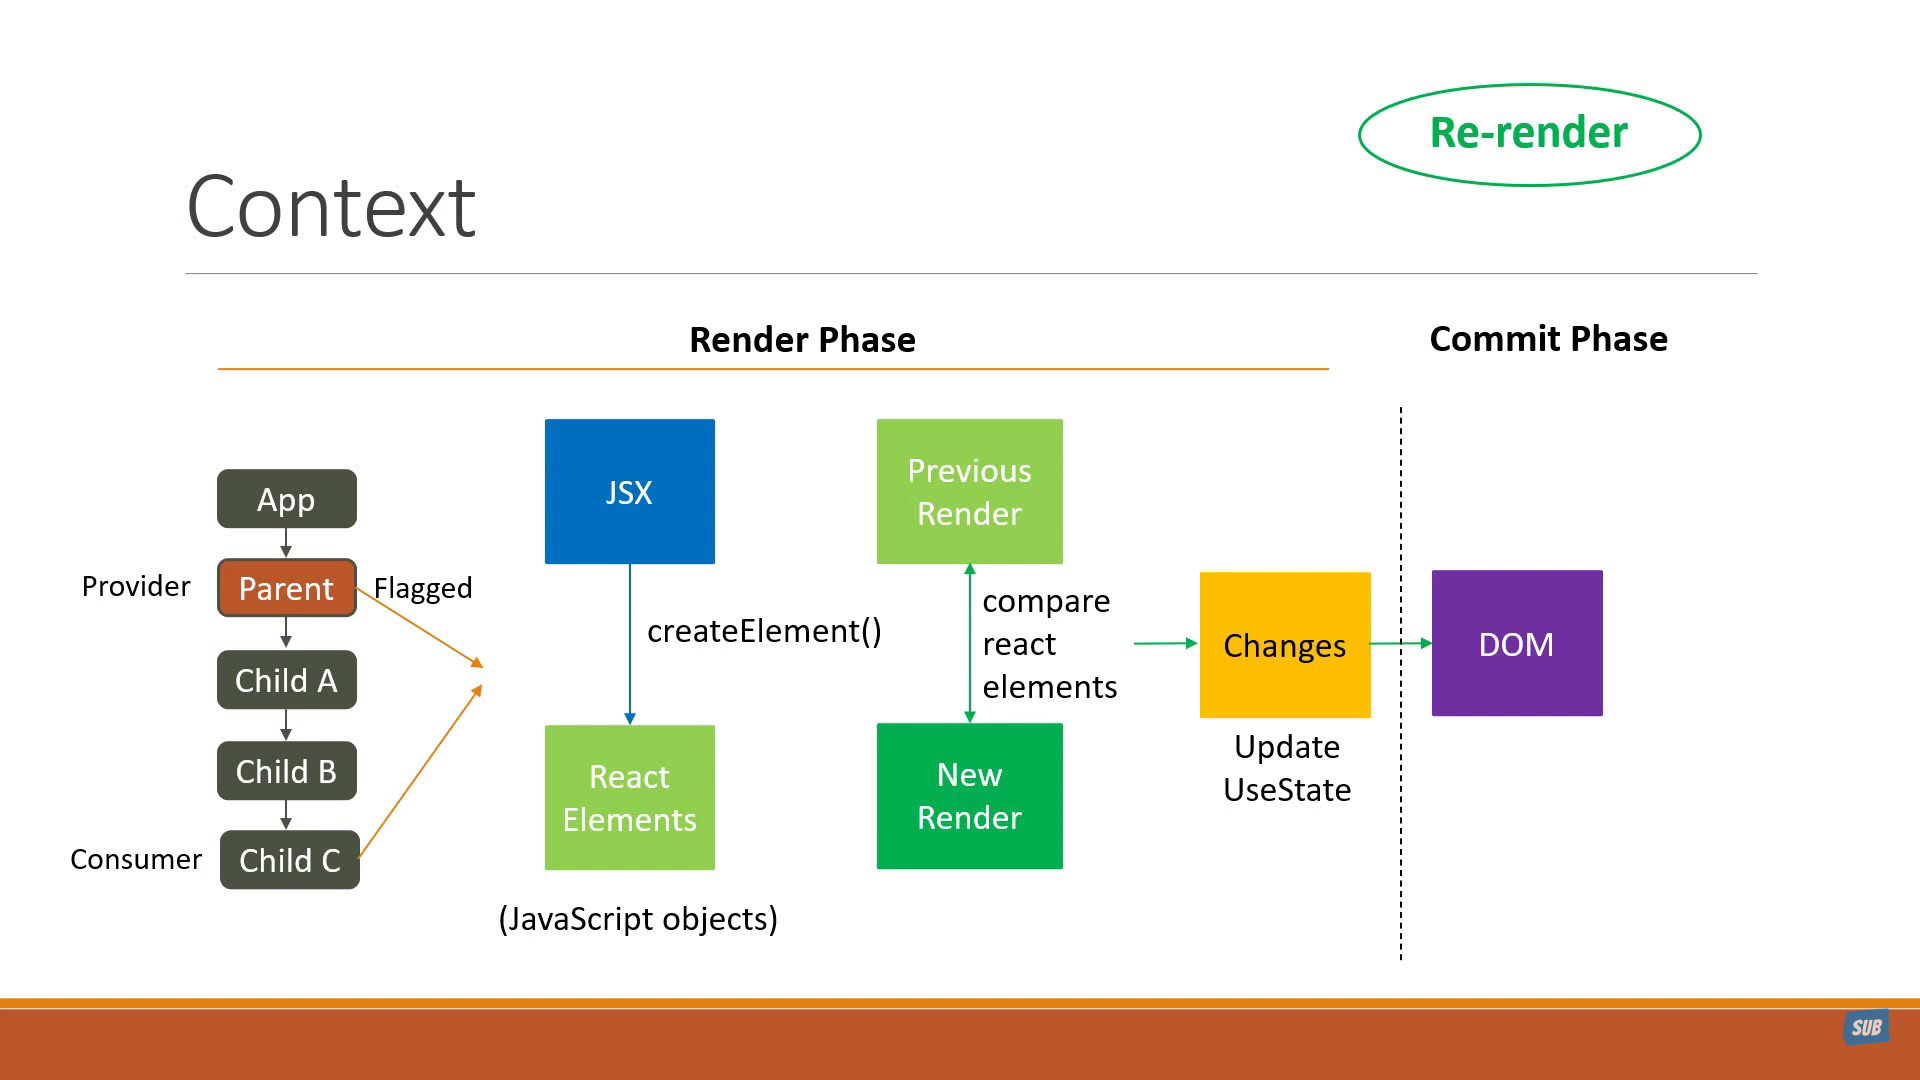 Re-render
Context
Render Phase
Commit Phase
App
Provider
Parent
Flagged
Child A
Child B
Consumer
Child C
JSX
createElement()
React
Elements
(JavaScript objects)
Previous
Render
compare
react
elements
New
Render
Changes
Update
UseState
DOM
SUB